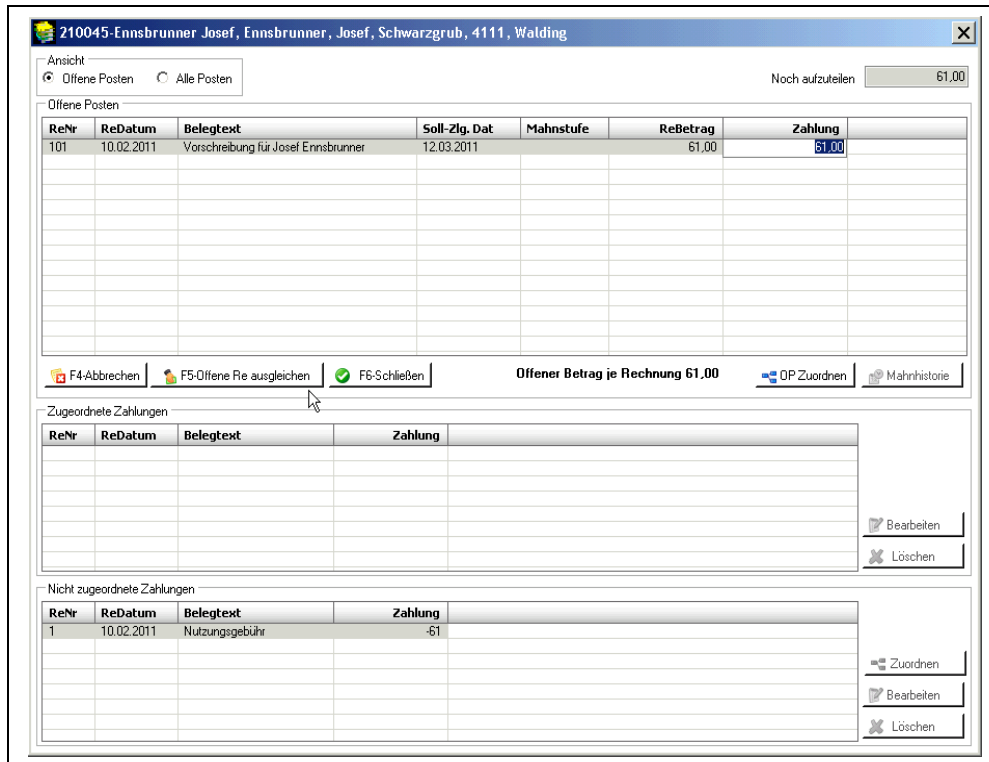 210045-Ennsbrunner Josef, Ennsbrunner, Josef, Schwarzgrub, 4111, Walding
Ansicht
Offene Posten Alle Posten Noch aufzuteilen 61,00
Offene Posten
ReNr ReDatum Belegtext Soll-Zlg. Dat Mahnstufe ReBetrag Zahlung
101 10.02.2011 Vorschreibung für Josef Ennsbrunner 12.03.2011 61,00 61,00
F4-Abbrechen F5-Offene Re ausgleichen F6-Schließen Offener Betrag je Rechnung 61,00 OP Zuordnen Mahnhistorie
Zugeordnete Zahlungen
ReNr ReDatum Belegtext Zahlung
Bearbeiten
Löschen
Nicht zugeordnete Zahlungen
ReNr ReDatum Belegtext Zahlung
1 10.02.2011 Nutzungsgebühr -61
Zuordnen
Bearbeiten
Löschen